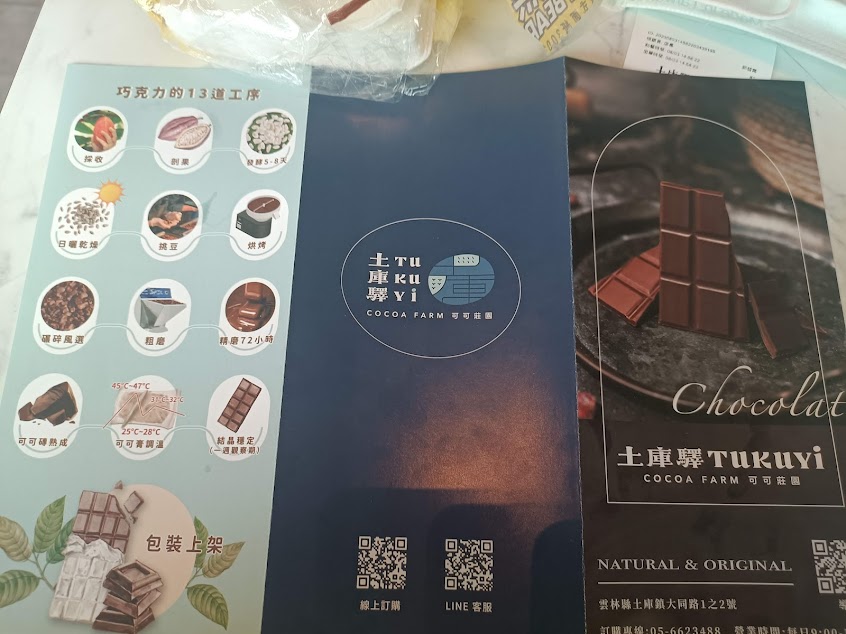 巧克力的13道工序
採收
剖果
發酵5-8天
日曬乾燥
挑豆
烘烤
碾碎風選
粗磨
精磨72小時
45°C~47°C
31°C~32°C
25°C~28°C
可可磚熟成
可可膏調溫
結晶穩定
(一週觀察期)
包裝上架
土庫驛
TUKUYI
COCOA FARM 可可莊園
線上訂購
LINE 客服
Chocolat
土庫驛TUKUYI
COCOA FARM 可可莊園
NATURAL & ORIGINAL
雲林縣土庫鎮大同路1之2號
訂購專線:05-6623488 營業時間:每日9:00